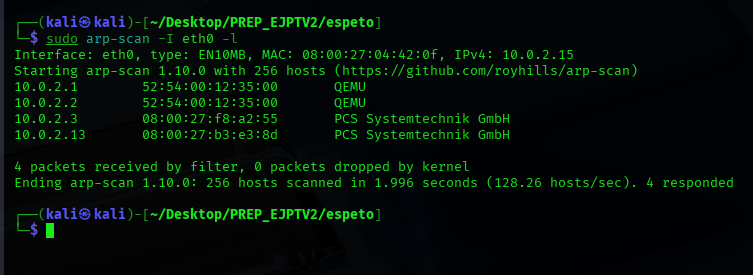 ┌──(kali㉿kali)-[~/Desktop/PREP_EJPTV2/espeto]
└─$ sudo arp-scan -I eth0 -l
Interface: eth0, type: EN10MB, MAC: 08:00:27:04:42:0f, IPv4: 10.0.2.15
Starting arp-scan 1.10.0 with 256 hosts (https://github.com/royhills/arp-scan)
10.0.2.1        52:54:00:12:35:00       QEMU
10.0.2.2        52:54:00:12:35:00       QEMU
10.0.2.3        08:00:27:f8:a2:55       PCS Systemtechnik GmbH
10.0.2.13       08:00:27:b3:e3:8d       PCS Systemtechnik GmbH
4 packets received by filter, 0 packets dropped by kernel
Ending arp-scan 1.10.0: 256 hosts scanned in 1.996 seconds (128.26 hosts/sec). 4 responded
┌──(kali㉿kali)-[~/Desktop/PREP_EJPTV2/espeto]
└─$